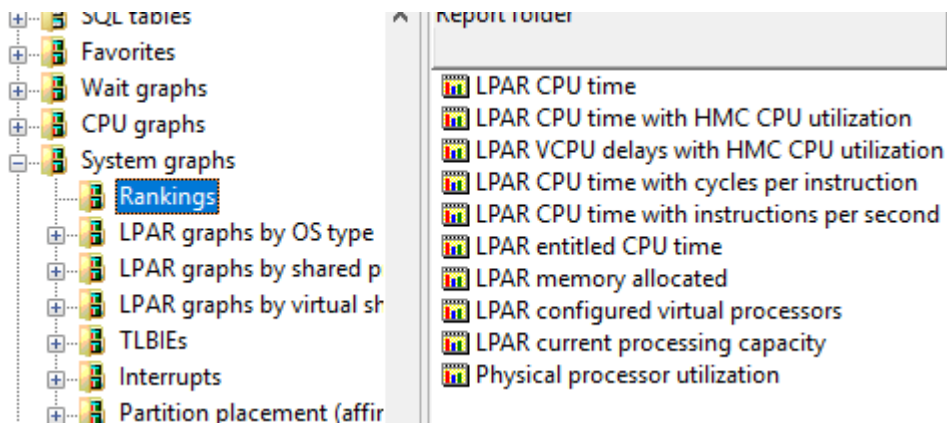 SQL tables
Favorites
Wait graphs
CPU graphs
System graphs
Rankings
LPAR graphs by OS type
LPAR graphs by shared p
LPAR graphs by virtual sh
TLBIEs
Interrupts
Partition placement (affir
Report folder
LPAR CPU time
LPAR CPU time with HMC CPU utilization
LPAR VCPU delays with HMC CPU utilization
LPAR CPU time with cycles per instruction
LPAR CPU time with instructions per second
LPAR entitled CPU time
LPAR memory allocated
LPAR configured virtual processors
LPAR current processing capacity
Physical processor utilization